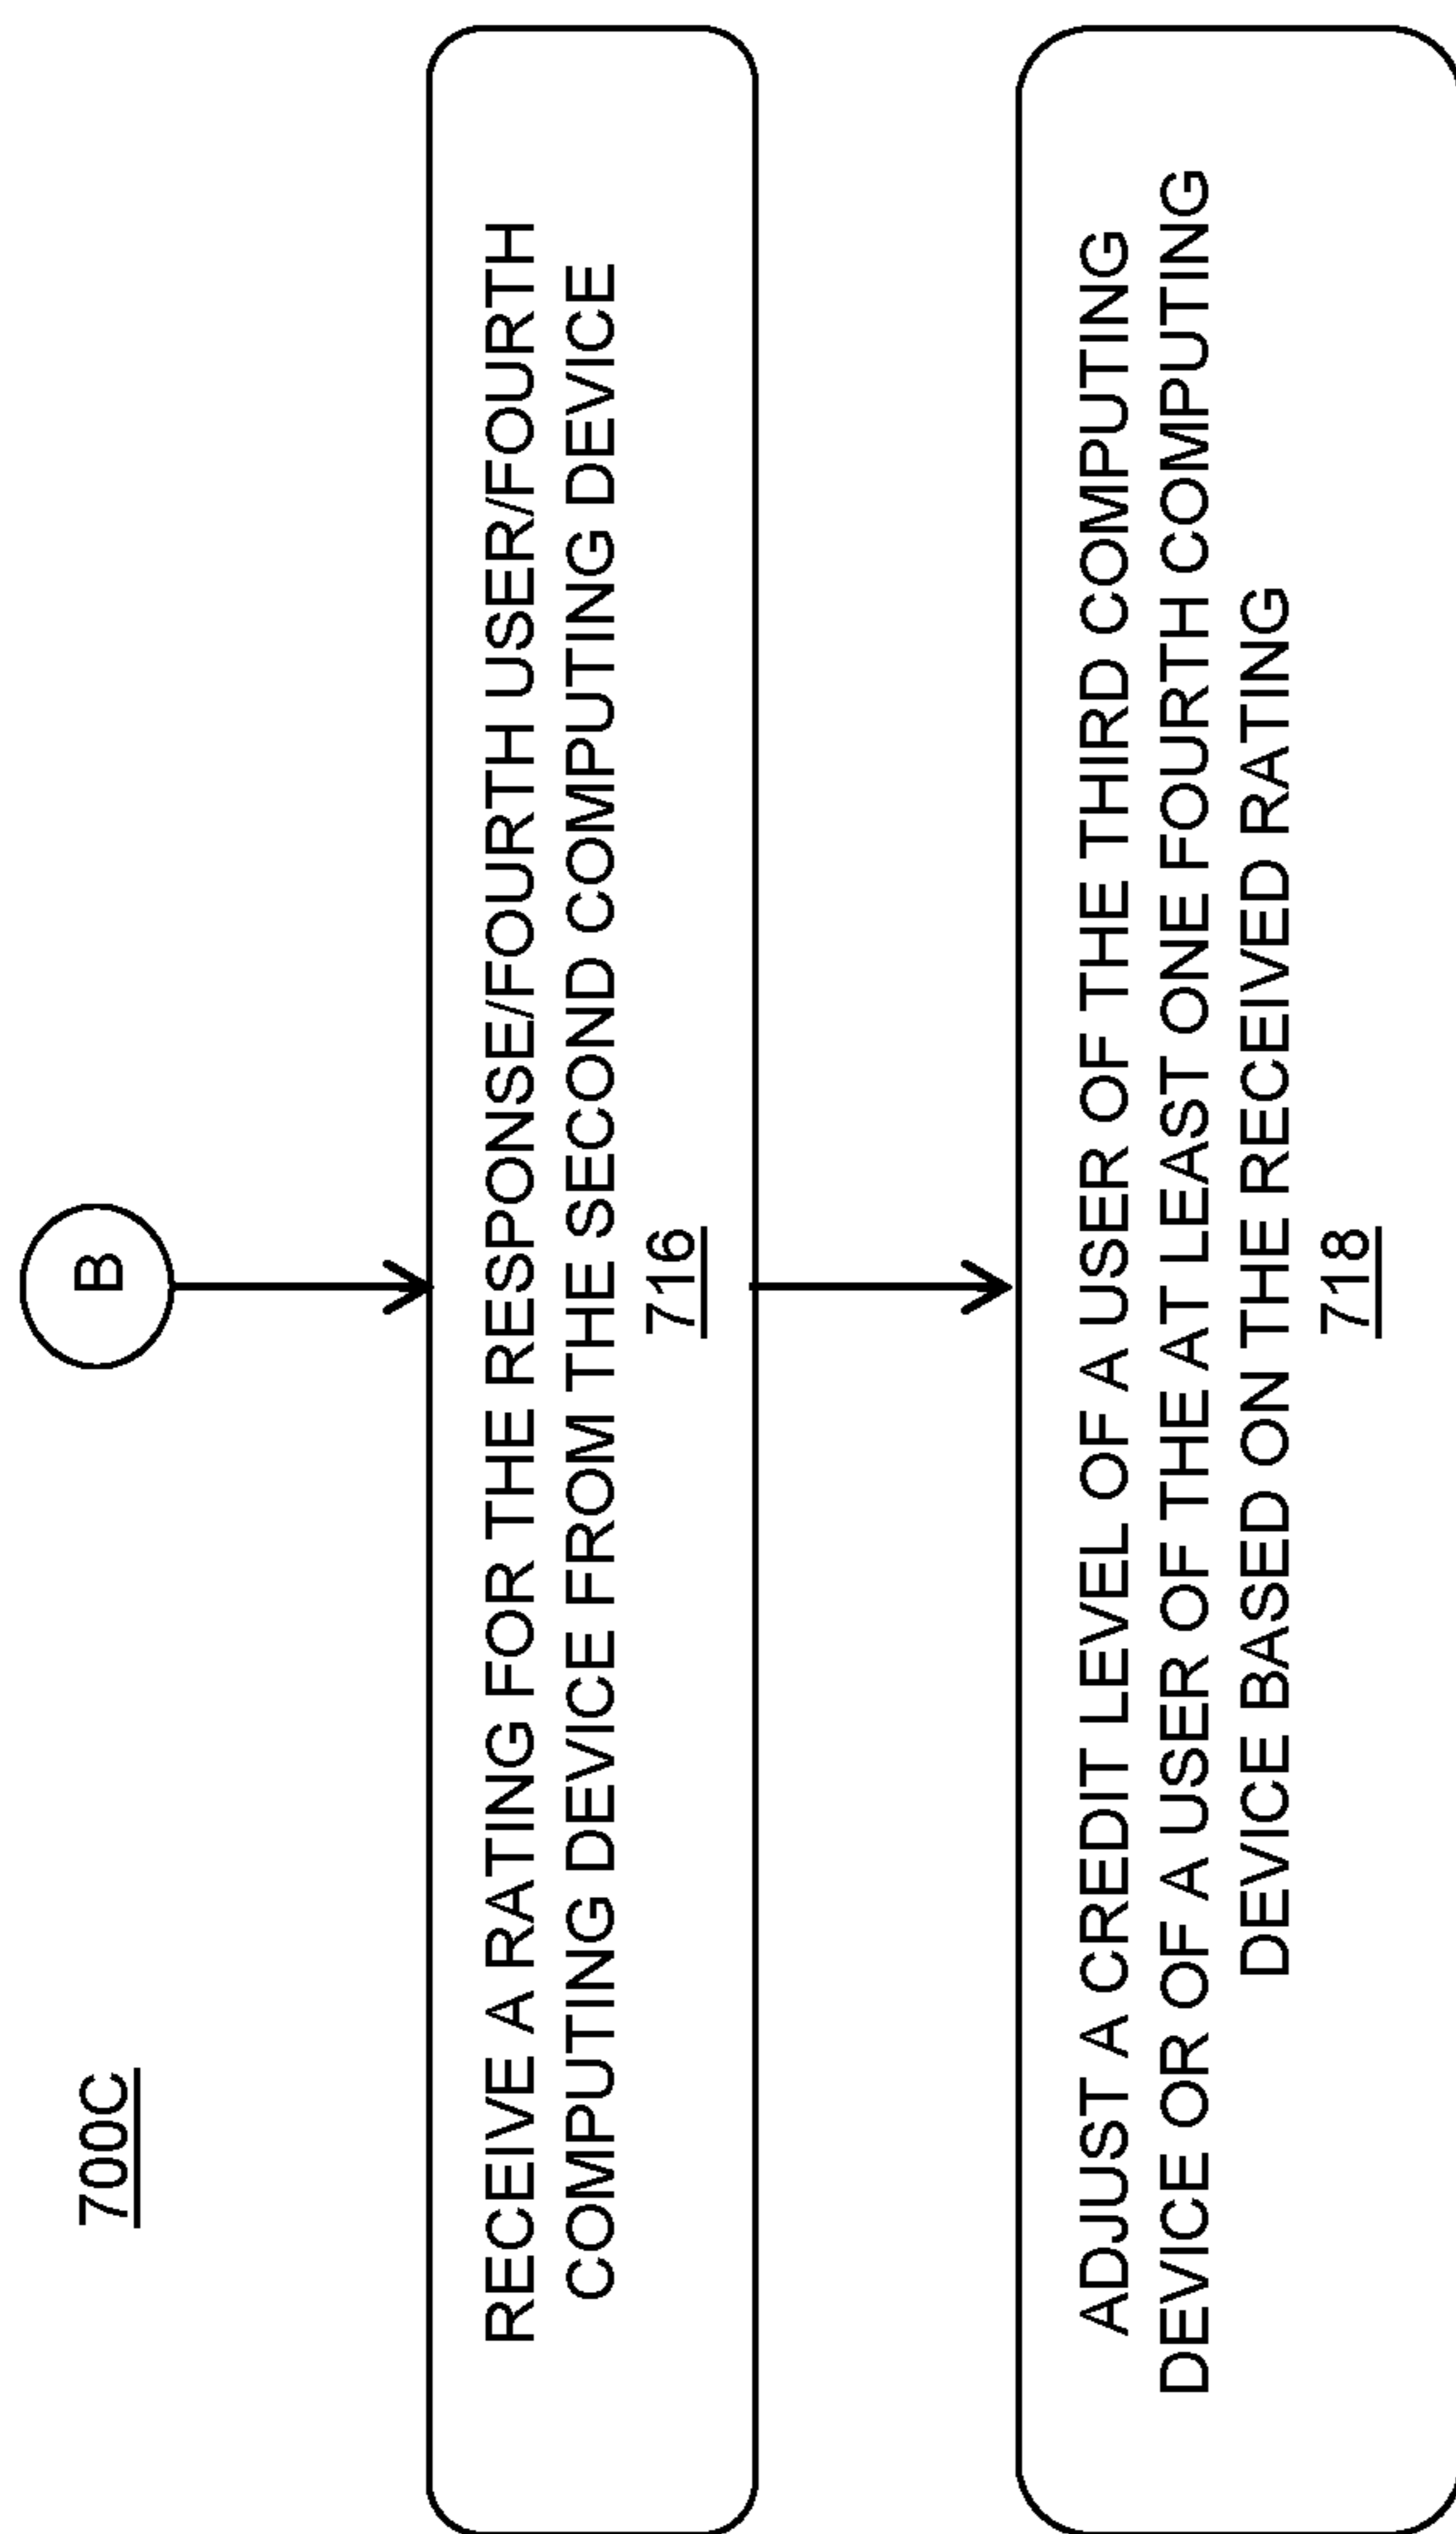 700C
B
RECEIVE A RATING FOR THE RESPONSE/FOURTH USER/FOURTH
COMPUTING DEVICE FROM THE SECOND COMPUTING DEVICE
716
ADJUST A CREDIT LEVEL OF A USER OF THE THIRD COMPUTING
DEVICE OR OF A USER OF THE AT LEAST ONE FOURTH COMPUTING
DEVICE BASED ON THE RECEIVED RATING
718